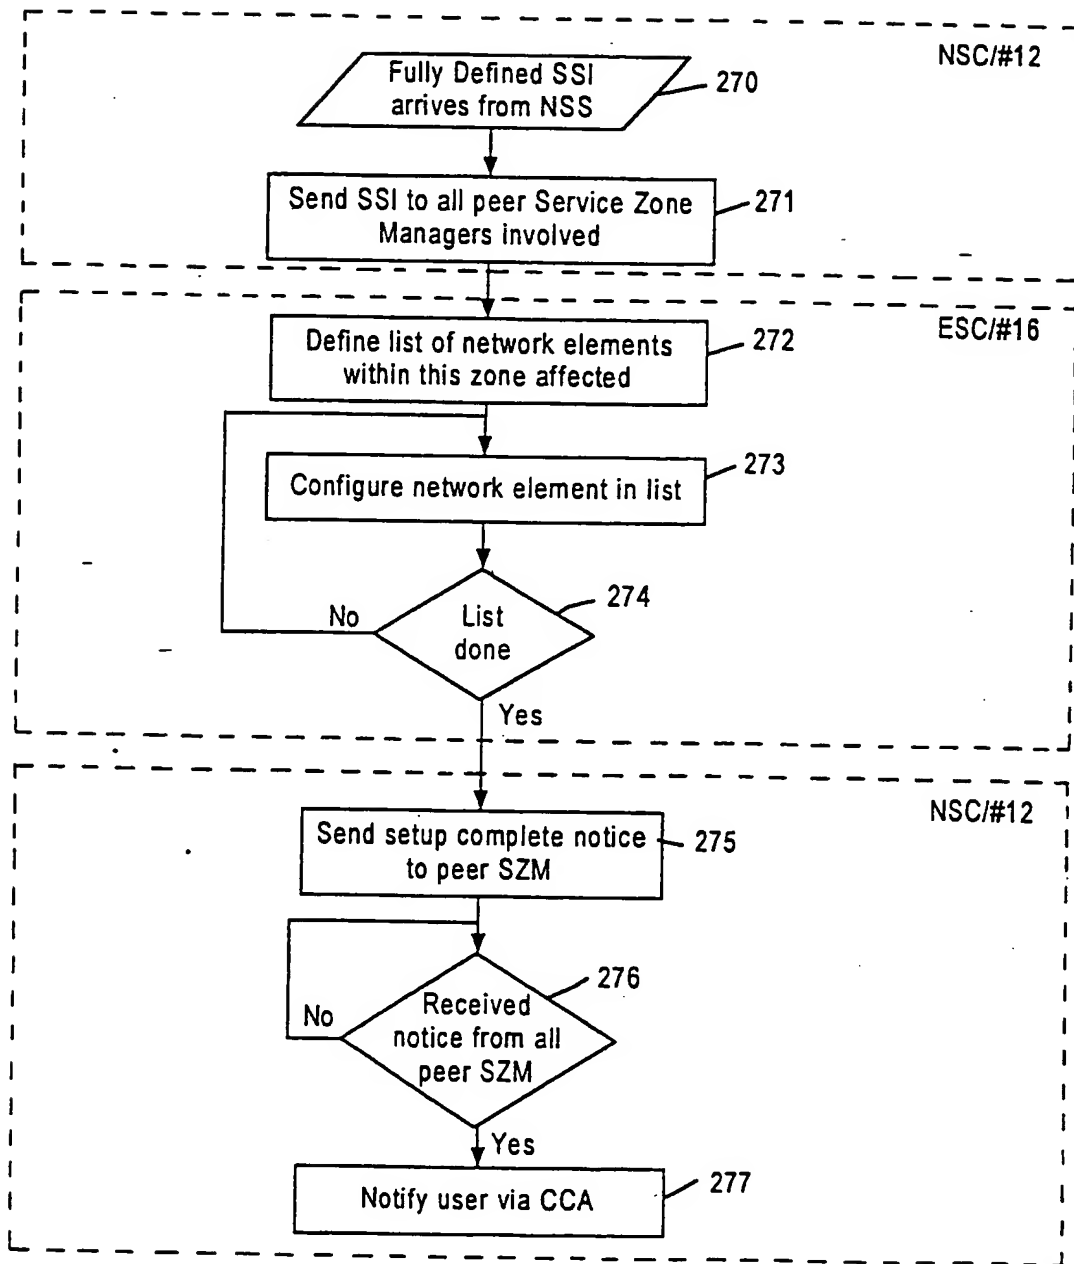 NSC/#12
Fully Defined SSI
arrives from NSS
270
Send SSI to all peer Service Zone
Managers involved
271
ESC/#16
Define list of network elements
within this zone affected
272
Configure network element in list
273
List
done
274
No
Yes
NSC/#12
Send setup complete notice
to peer SZM
275
Received
notice from all
peer SZM
276
No
Yes
Notify user via CCA
277